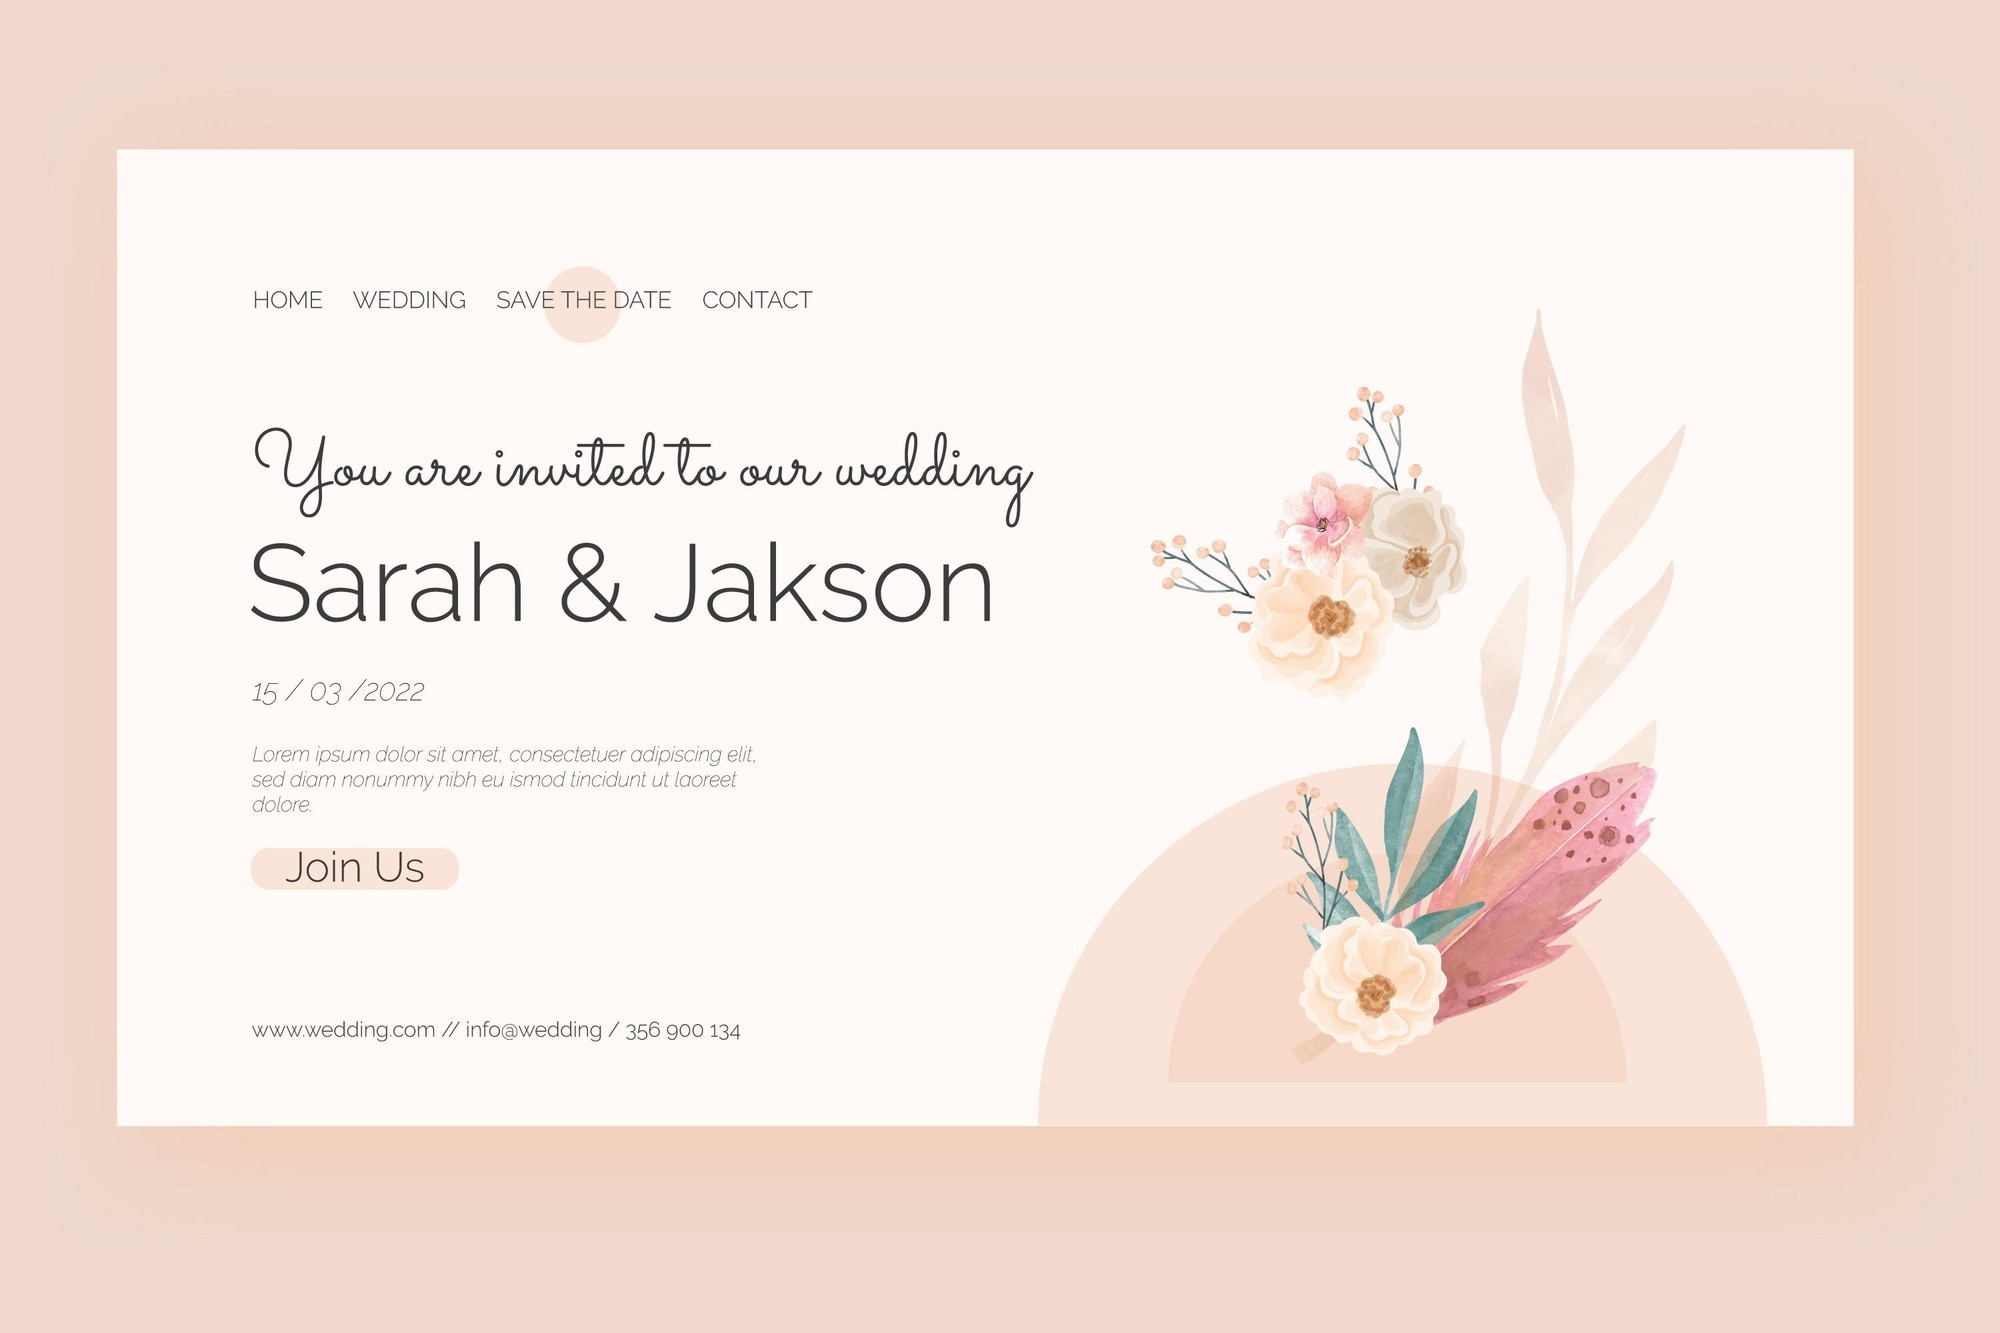 HOME WEDDING SAVE THE DATE CONTACT
You are invited to our wedding
Sarah & Jakson
15 / 03 /2022
Lorem ipsum dolor sit amet, consectetuer adipiscing elit,
sed diam nonummy nibh eu ismod tincidunt ut laoreet
dolore.
Join Us
www.wedding.com // info@wedding / 356 900 134